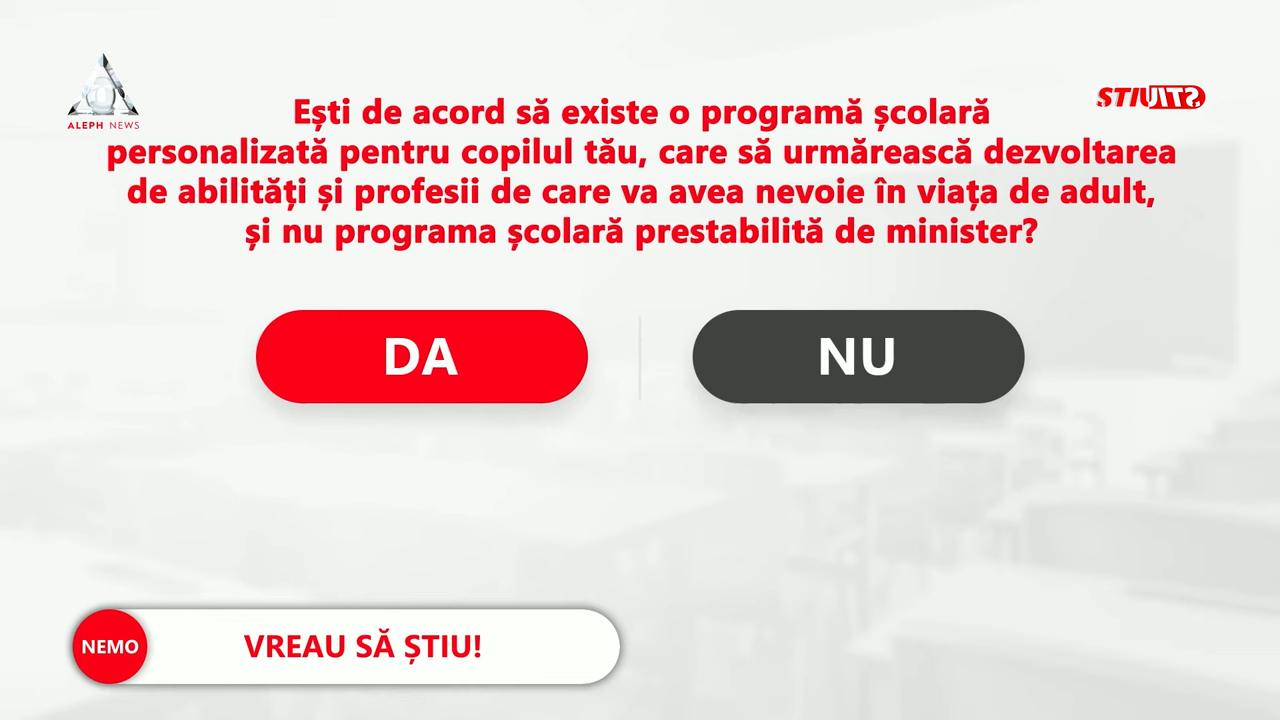 ALEPH NEWS
Ești de acord să existe o programă școlară
personalizată pentru copilul tău, care să urmărească dezvoltarea
de abilități și profesii de care va avea nevoie în viața de adult,
și nu programa școlară prestabilită de minister?
DA
NU
NEMO
VREAU SĂ ȘTIU!